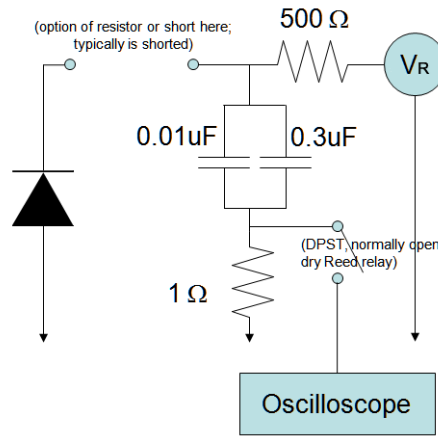 500 Ω
(option of resistor or short here;
typically is shorted)
VR
0.01uF
0.3uF
(DPST, normally open
dry Reed relay)
1 Ω
Oscilloscope